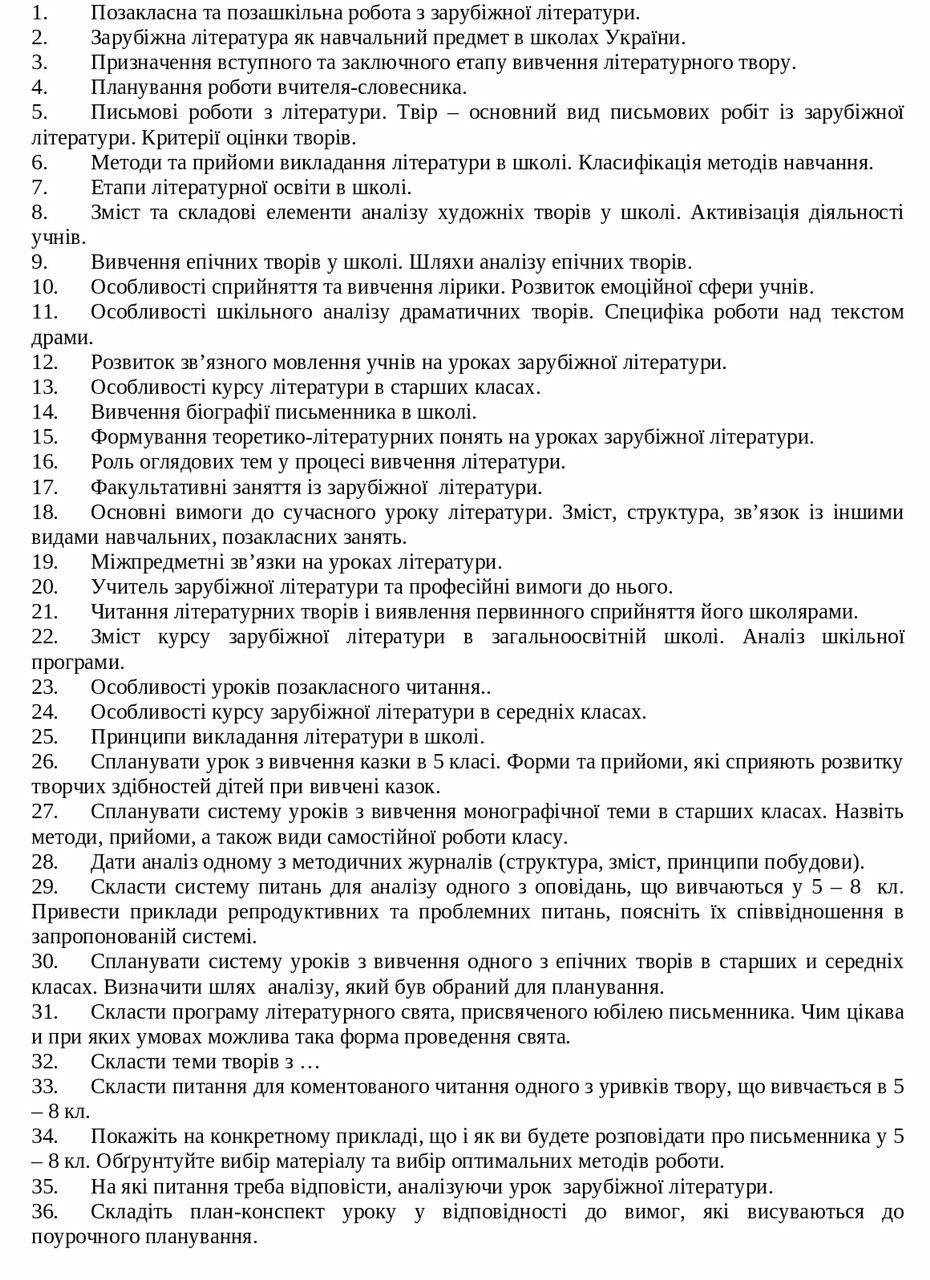 1. Позакласна та позашкільна робота з зарубіжної літератури.
2. Зарубіжна література як навчальний предмет в школах України.
3. Призначення вступного та заключного етапу вивчення літературного твору.
4. Планування роботи вчителя-словесника.
5. Письмові роботи з літератури. Твір – основний вид письмових робіт із зарубіжної
літератури. Критерії оцінки творів.
6. Методи та прийоми викладання літератури в школі. Класифікація методів навчання.
7. Етапи літературної освіти в школі.
8. Зміст та складові елементи аналізу художніх творів у школі. Активізація діяльності
учнів.
9. Вивчення епічних творів у школі. Шляхи аналізу епічних творів.
10. Особливості сприйняття та вивчення лірики. Розвиток емоційної сфери учнів.
11. Особливості шкільного аналізу драматичних творів. Специфіка роботи над текстом
драми.
12. Розвиток зв’язного мовлення учнів на уроках зарубіжної літератури.
13. Особливості курсу літератури в старших класах.
14. Вивчення біографії письменника в школі.
15. Формування теоретико-літературних понять на уроках зарубіжної літератури.
16. Роль оглядових тем у процесі вивчення літератури.
17. Факультативні заняття із зарубіжної літератури.
18. Основні вимоги до сучасного уроку літератури. Зміст, структура, зв’язок із іншими
видами навчальних, позакласних занять.
19. Міжпредметні зв’язки на уроках літератури.
20. Учитель зарубіжної літератури та професійні вимоги до нього.
21. Читання літературних творів і виявлення первинного сприйняття його школярами.
22. Зміст курсу зарубіжної літератури в загальноосвітній школі. Аналіз шкільної
програми.
23. Особливості уроків позакласного читання..
24. Особливості курсу зарубіжної літератури в середніх класах.
25. Принципи викладання літератури в школі.
26. Спланувати урок з вивчення казки в 5 класі. Форми та прийоми, які сприяють розвитку
творчих здібностей дітей при вивчені казок.
27. Спланувати систему уроків з вивчення монографічної теми в старших класах. Назвіть
методи, прийоми, а також види самостійної роботи класу.
28. Дати аналіз одному з методичних журналів (структура, зміст, принципи побудови).
29. Скласти систему питань для аналізу одного з оповідань, що вивчаються у 5 – 8 кл.
Привести приклади репродуктивних та проблемних питань, поясніть їх співвідношення в
запропонованій системі.
30. Спланувати систему уроків з вивчення одного з епічних творів в старших и середніх
класах. Визначити шлях аналізу, який був обраний для планування.
31. Скласти програму літературного свята, присвяченого юбілею письменника. Чим цікава
и при яких умовах можлива така форма проведення свята.
32. Скласти теми творів з …
33. Скласти питання для коментованого читання одного з уривків твору, що вивчається в 5
– 8 кл.
34. Покажіть на конкретному прикладі, що і як ви будете розповідати про письменника у 5
– 8 кл. Обґрунтуйте вибір матеріалу та вибір оптимальних методів роботи.
35. На які питання треба відповісти, аналізуючи урок зарубіжної літератури.
36. Складіть план-конспект уроку у відповідності до вимог, які висуваються до
поурочного планування.